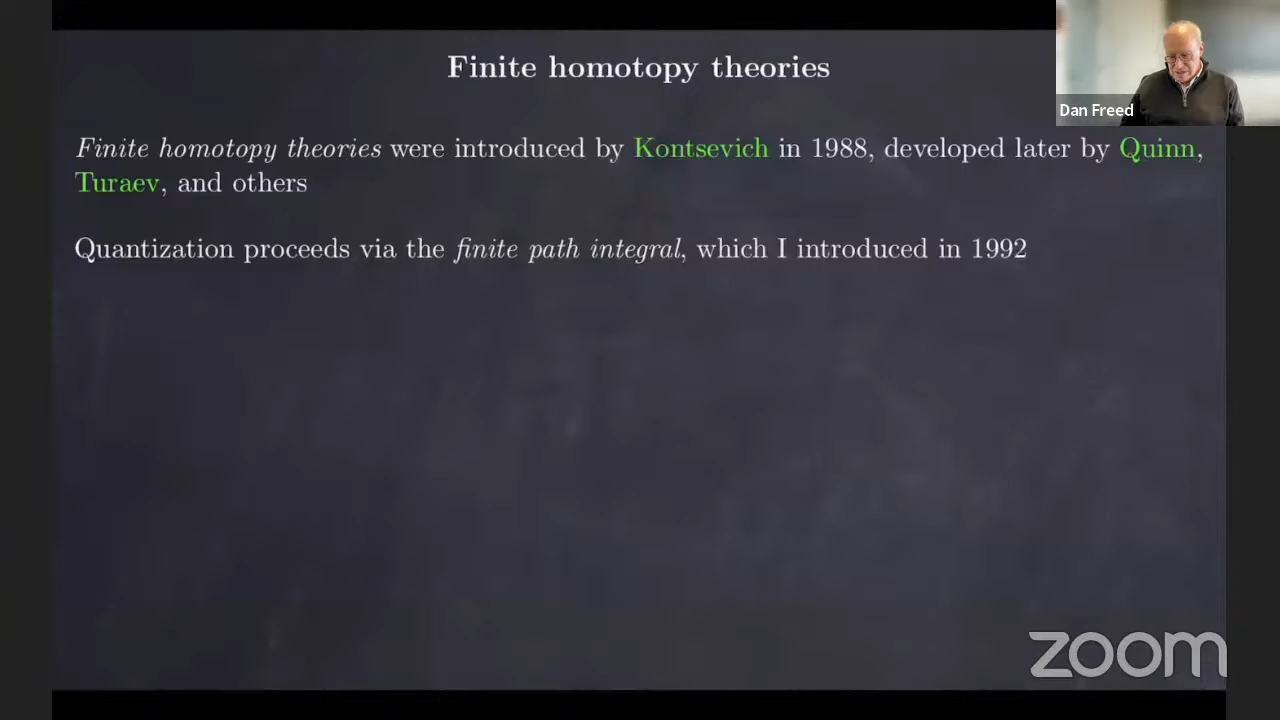 Finite homotopy theories
Dan Freed
Finite homotopy theories were introduced by Kontsevich in 1988, developed later by Quinn,
Turaev, and others
Quantization proceeds via the finite path integral, which I introduced in 1992
zoom